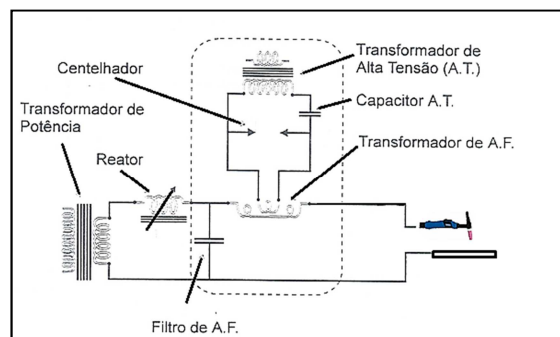 Transformador de
Alta Tensão (A.T.)
Centelhador
Capacitor A.T.
Transformador de
Potência
Transformador de A.F.
Reator
Filtro de A.F.